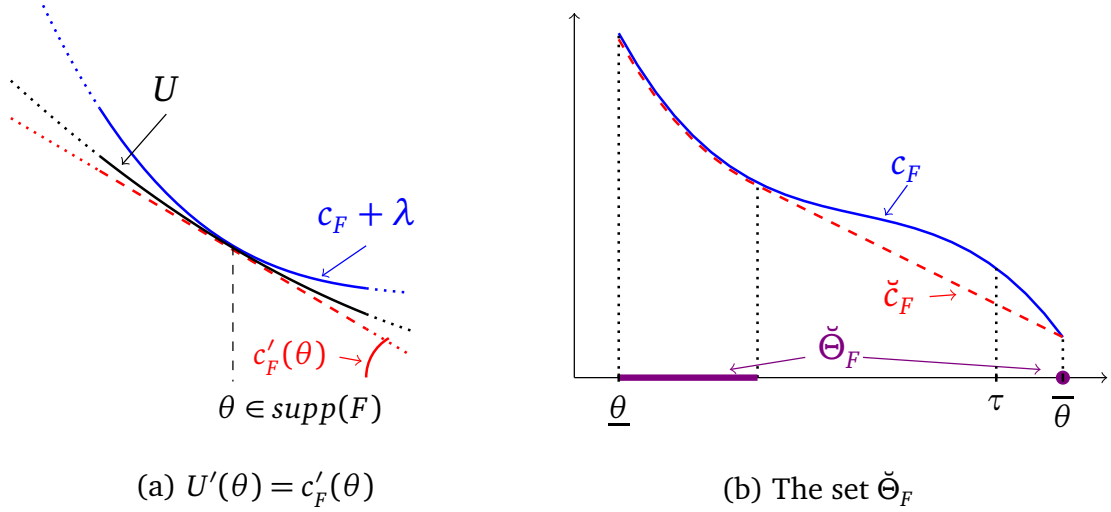 U
c_F + λ
c′_F(θ)
θ ∈ supp(F)
(a) U′(θ) = c′_F(θ)
c_F
c̆_F
Θ̆_F
θ̲
τ
θ̅
(b) The set Θ̆_F